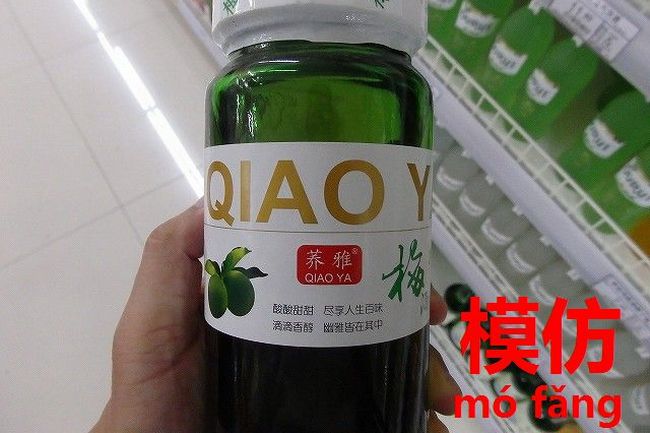 QIAO Y
荞雅®
QIAO YA
梅
酸酸甜甜 尽享人生百味
滴滴香醇 幽雅皆在其中
模仿
mó fǎng